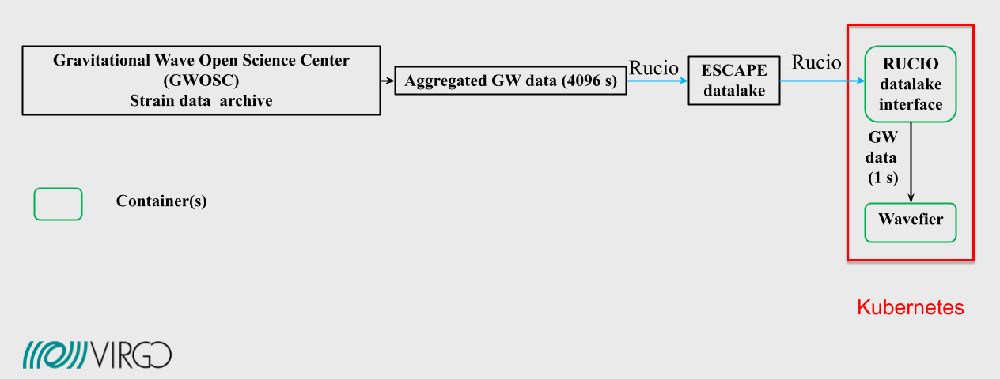 Gravitational Wave Open Science Center
(GWOSC)
Strain data archive
Aggregated GW data (4096 s)
Rucio
ESCAPE
datalake
Rucio
RUCIO
datalake
interface
GW
data
(1 s)
Wavefier
Container(s)
Kubernetes
VIRGO